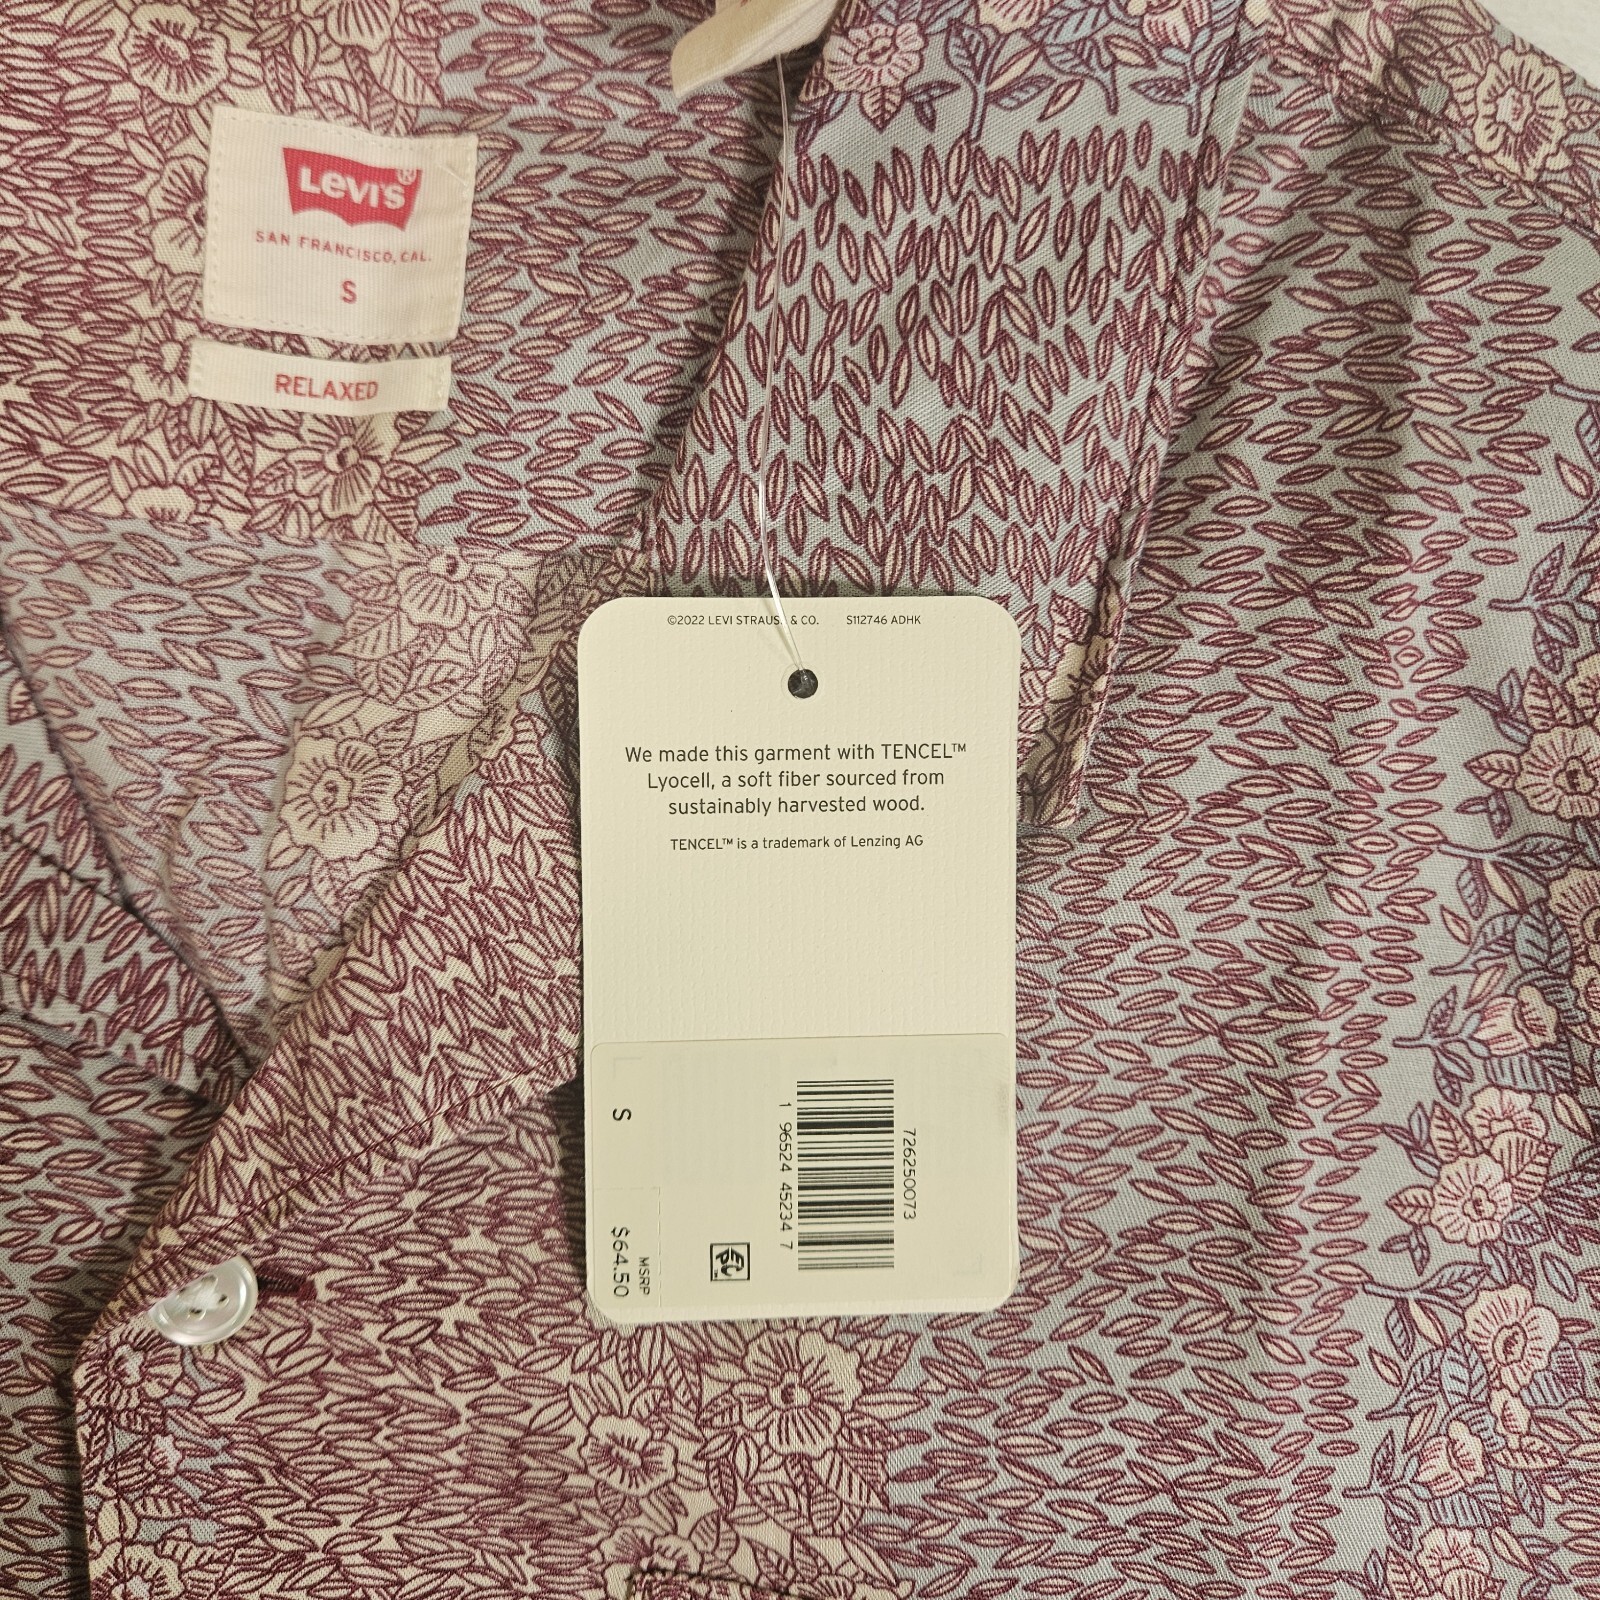 LEVI'S®
SAN FRANCISCO, CAL.
S
RELAXED
©2022 LEVI STRAUSS & CO. S112746 ADHK
We made this garment with TENCEL™
Lyocell, a soft fiber sourced from
sustainably harvested wood.
TENCEL™ is a trademark of Lenzing AG
726250073
1 96524 45234 7
S
MSRP
$64.50